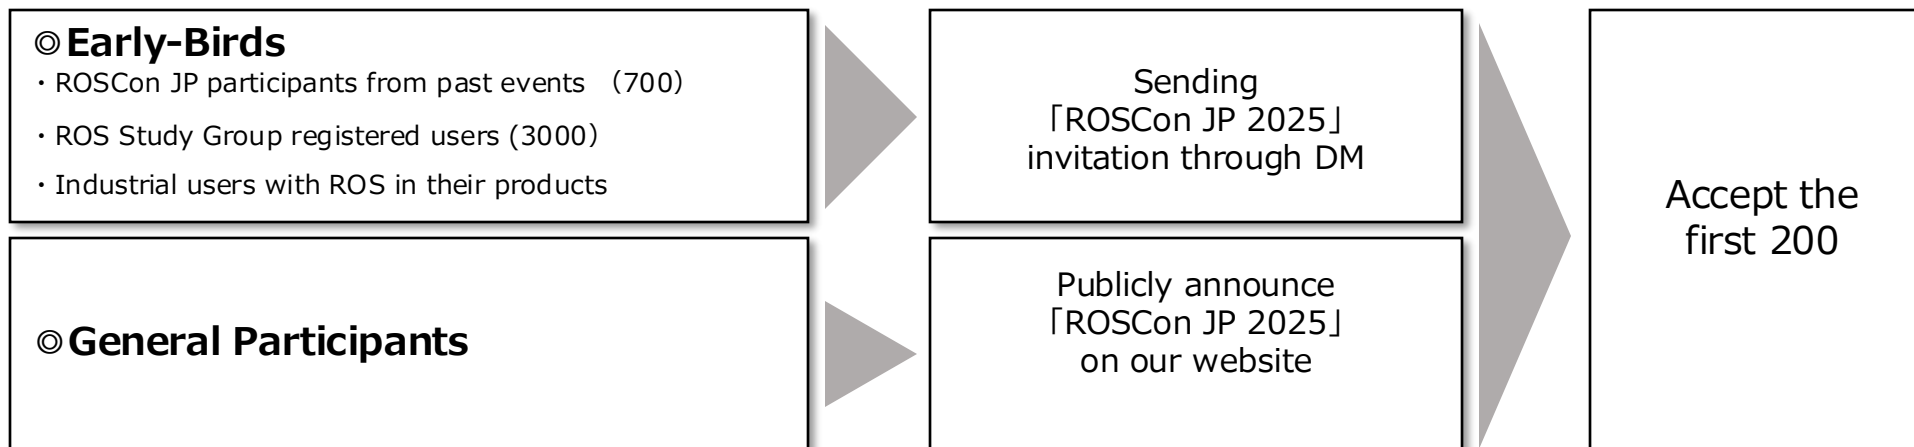 ◎Early-Birds
・ROSCon JP participants from past events （700）
・ROS Study Group registered users (3000）
・Industrial users with ROS in their products
Sending
「ROSCon JP 2025」
invitation through DM
◎General Participants
Publicly announce
「ROSCon JP 2025」
on our website
Accept the
first 200